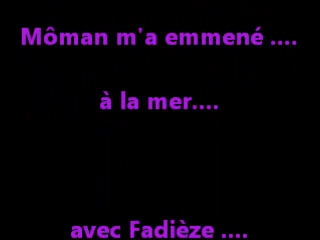 Môman m'a emmené ....
à la mer....
avec Fadièze ....